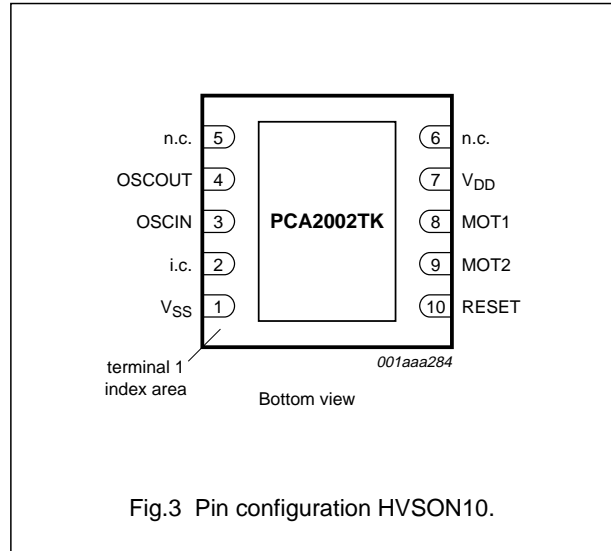 n.c. 5 6 n.c.
OSCOUT 4 7 VDD
OSCIN 3 PCA2002TK 8 MOT1
i.c. 2 9 MOT2
VSS 1 10 RESET
terminal 1
index area
001aaa284
Bottom view
Fig.3 Pin configuration HVSON10.